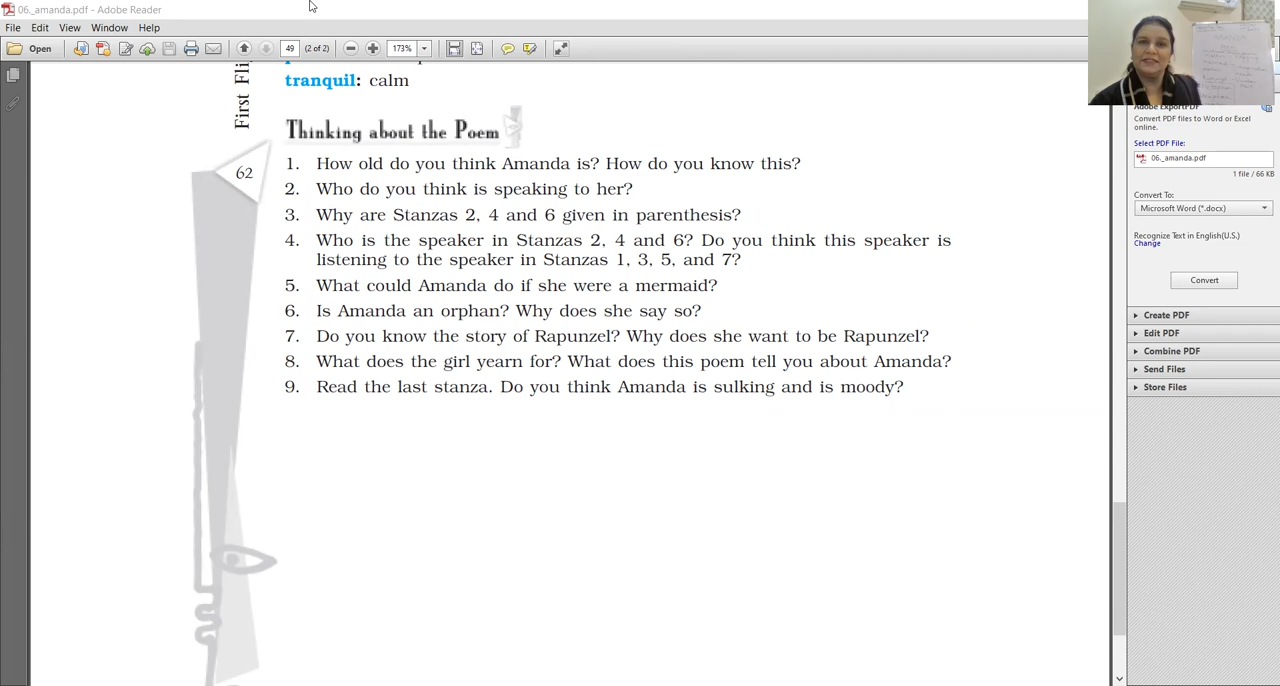 06._amanda.pdf - Adobe Reader
File Edit View Window Help
Open 49 (2 of 2) 173%
First Fli
tranquil: calm
Thinking about the Poem
62
1. How old do you think Amanda is? How do you know this?
2. Who do you think is speaking to her?
3. Why are Stanzas 2, 4 and 6 given in parenthesis?
4. Who is the speaker in Stanzas 2, 4 and 6? Do you think this speaker is
listening to the speaker in Stanzas 1, 3, 5, and 7?
5. What could Amanda do if she were a mermaid?
6. Is Amanda an orphan? Why does she say so?
7. Do you know the story of Rapunzel? Why does she want to be Rapunzel?
8. What does the girl yearn for? What does this poem tell you about Amanda?
9. Read the last stanza. Do you think Amanda is sulking and is moody?
Adobe ExportPDF
Convert PDF files to Word or Excel
online.
Select PDF File:
06._amanda.pdf
1 file / 66 KB
Convert To:
Microsoft Word (*.docx)
Recognize Text in English(U.S.)
Change
Convert
Create PDF
Edit PDF
Combine PDF
Send Files
Store Files